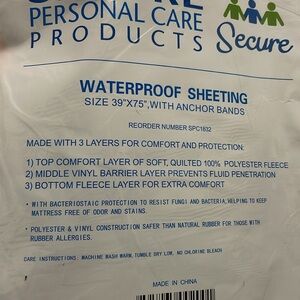 PERSONAL CARE
PRODUCTS Secure
WATERPROOF SHEETING
SIZE 39"X75",WITH ANCHOR BANDS
REORDER NUMBER SPC1832
MADE WITH 3 LAYERS FOR COMFORT AND PROTECTION:
1) TOP COMFORT LAYER OF SOFT, QUILTED 100% POLYESTER FLEECE
2) MIDDLE VINYL BARRIER LAYER PREVENTS FLUID PENETRATION
3) BOTTOM FLEECE LAYER FOR EXTRA COMFORT
• WITH BACTERIOSTATIC PROTECTION TO RESIST FUNGI AND BACTERIA,HELPING TO KEEP
MATTRESS FREE OF ODOR AND STAINS.
• POLYESTER & VINYL CONSTRUCTION SAFER THAN NATURAL RUBBER FOR THOSE WITH
RUBBER ALLERGIES.
CARE INSTRUCTIONS: MACHINE WASH WARM,TUMBLE DRY LOW, NO CHLORINE BLEACH
MADE IN CHINA